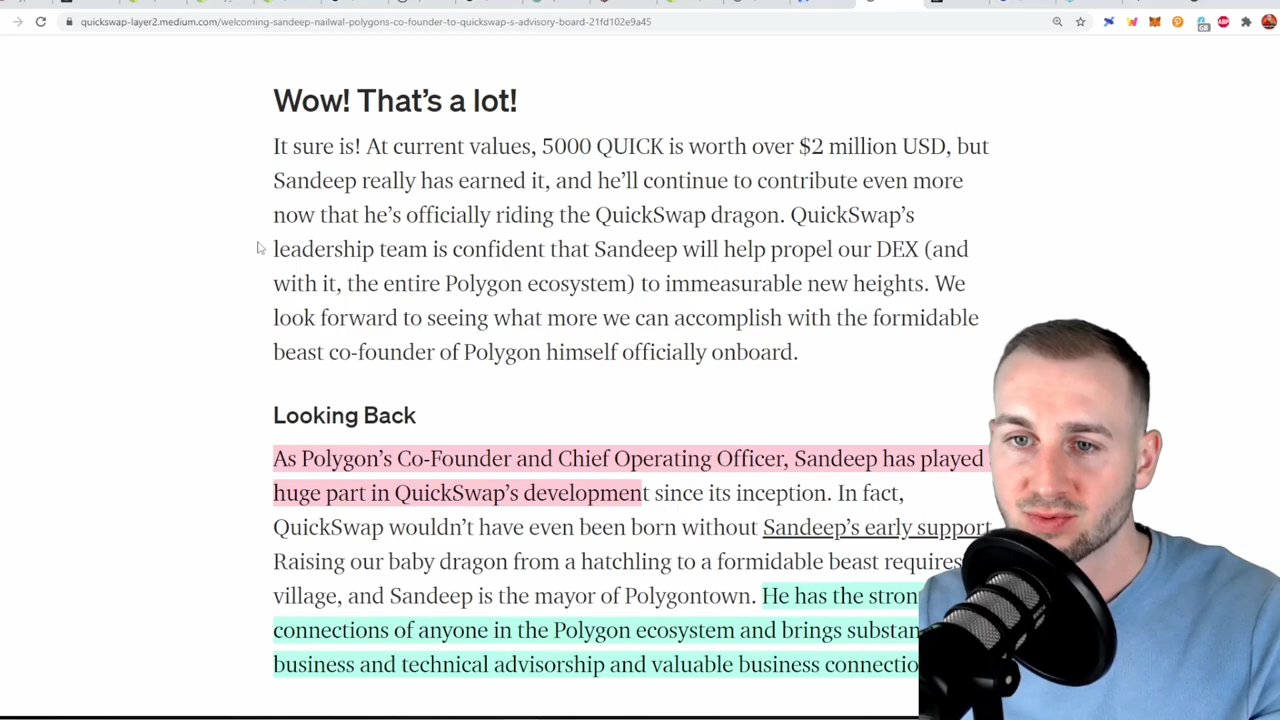 quickswap-layer2.medium.com/welcoming-sandeep-nailwal-polygons-co-founder-to-quickswap-s-advisory-board-21fd102e9a45
Wow! That’s a lot!
It sure is! At current values, 5000 QUICK is worth over $2 million USD, but
Sandeep really has earned it, and he’ll continue to contribute even more
now that he’s officially riding the QuickSwap dragon. QuickSwap’s
leadership team is confident that Sandeep will help propel our DEX (and
with it, the entire Polygon ecosystem) to immeasurable new heights. We
look forward to seeing what more we can accomplish with the formidable
beast co-founder of Polygon himself officially onboard.
Looking Back
As Polygon’s Co-Founder and Chief Operating Officer, Sandeep has played
huge part in QuickSwap’s development since its inception. In fact,
QuickSwap wouldn’t have even been born without Sandeep’s early support
Raising our baby dragon from a hatchling to a formidable beast requires
village, and Sandeep is the mayor of Polygontown. He has the
connections of anyone in the Polygon ecosystem and brings
business and technical advisorship and valuable business